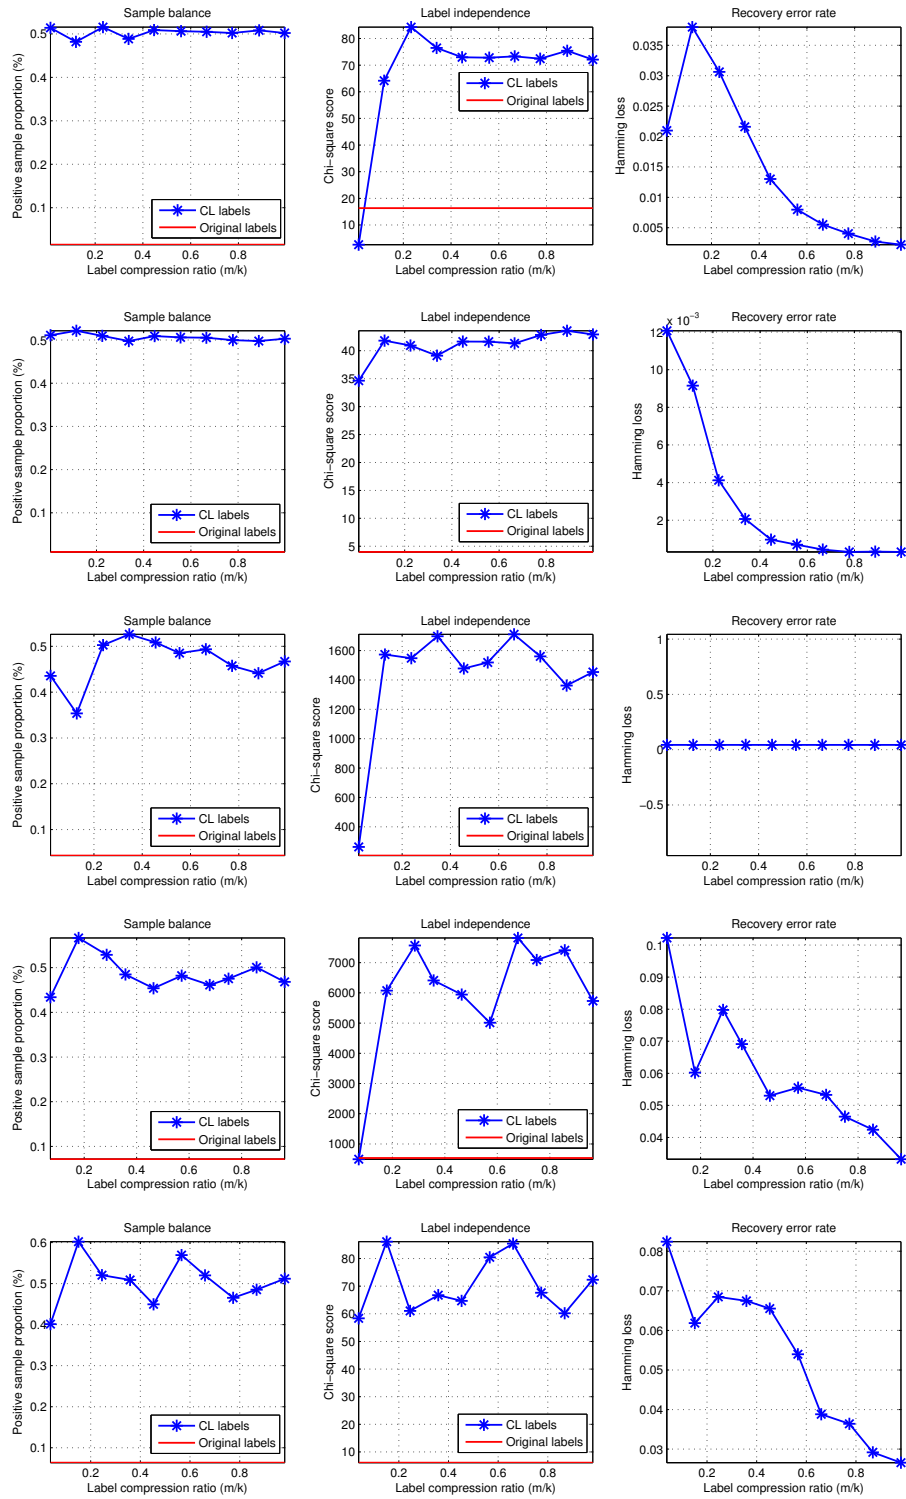 Sample balance
Positive sample proportion (%)
0.5
0.4
0.3
0.2
0.1
CL labels
Original labels
0.2 0.4 0.6 0.8
Label compression ratio (m/k)
Label independence
Chi−square score
80
70
60
50
40
30
20
10
CL labels
Original labels
0.2 0.4 0.6 0.8
Label compression ratio (m/k)
Recovery error rate
Hamming loss
0.035
0.03
0.025
0.02
0.015
0.01
0.005
0.2 0.4 0.6 0.8
Label compression ratio (m/k)
Sample balance
Positive sample proportion (%)
0.5
0.4
0.3
0.2
0.1
CL labels
Original labels
0.2 0.4 0.6 0.8
Label compression ratio (m/k)
Label independence
Chi−square score
40
35
30
25
20
15
10
5
CL labels
Original labels
0.2 0.4 0.6 0.8
Label compression ratio (m/k)
Recovery error rate
x 10−3
Hamming loss
12
10
8
6
4
2
0.2 0.4 0.6 0.8
Label compression ratio (m/k)
Sample balance
Positive sample proportion (%)
0.5
0.4
0.3
0.2
0.1
CL labels
Original labels
0.2 0.4 0.6 0.8
Label compression ratio (m/k)
Label independence
Chi−square score
1600
1400
1200
1000
800
600
400
CL labels
Original labels
0.2 0.4 0.6 0.8
Label compression ratio (m/k)
Recovery error rate
Hamming loss
1
0.5
0
−0.5
0.2 0.4 0.6 0.8
Label compression ratio (m/k)
Sample balance
Positive sample proportion (%)
0.5
0.4
0.3
0.2
0.1
CL labels
Original labels
0.2 0.4 0.6 0.8
Label compression ratio (m/k)
Label independence
Chi−square score
7000
6000
5000
4000
3000
2000
1000
CL labels
Original labels
0.2 0.4 0.6 0.8
Label compression ratio (m/k)
Recovery error rate
Hamming loss
0.1
0.09
0.08
0.07
0.06
0.05
0.04
0.2 0.4 0.6 0.8
Label compression ratio (m/k)
Sample balance
Positive sample proportion (%)
0.6
0.5
0.4
0.3
0.2
0.1
CL labels
Original labels
0.2 0.4 0.6 0.8
Label compression ratio (m/k)
Label independence
Chi−square score
80
70
60
50
40
30
20
10
CL labels
Original labels
0.2 0.4 0.6 0.8
Label compression ratio (m/k)
Recovery error rate
Hamming loss
0.08
0.07
0.06
0.05
0.04
0.03
0.2 0.4 0.6 0.8
Label compression ratio (m/k)